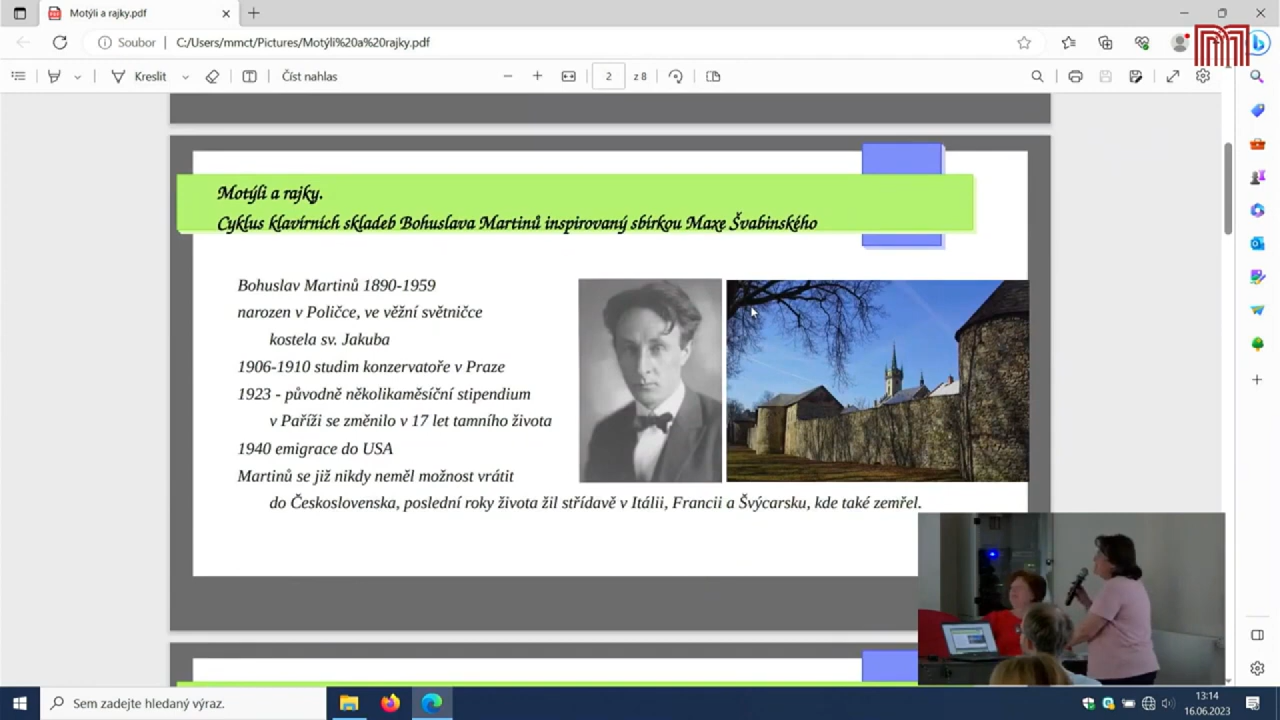 Motýli a rajky.pdf
Soubor
C:/Users/mmct/Pictures/Motýli%20a%20rajky.pdf
Kreslit
Číst nahlas
2
z 8
Motýli a rajky.
Cyklus klavírních skladeb Bohuslava Martinů inspirovaný sbírkou Maxe Švabinského
Bohuslav Martinů 1890-1959
narozen v Poličce, ve věžní světničce
kostela sv. Jakuba
1906-1910 studim konzervatoře v Praze
1923 - původně několikaměsíční stipendium
v Paříži se změnilo v 17 let tamního života
1940 emigrace do USA
Martinů se již nikdy neměl možnost vrátit
do Československa, poslední roky života žil střídavě v Itálii, Francii a Švýcarsku, kde také zemřel.
Sem zadejte hledaný výraz.
13:14
16.06.2023